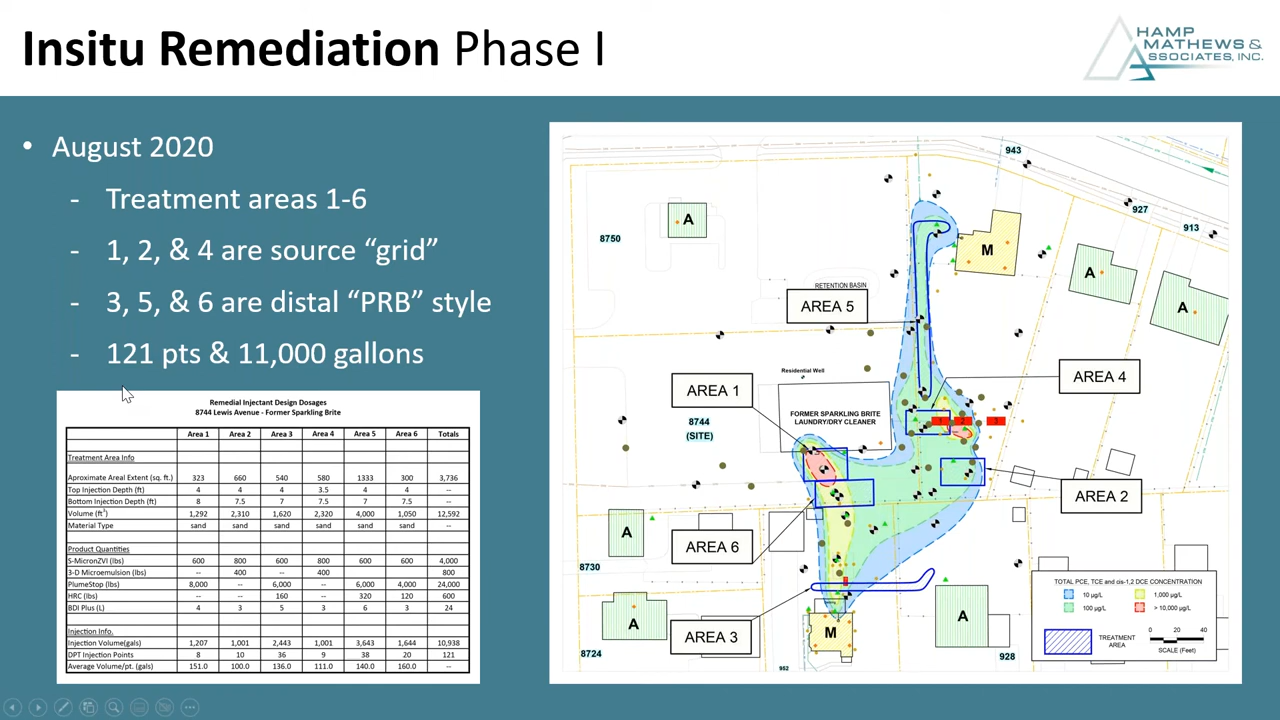 Insitu Remediation Phase I
HAMP
MATHEWS &
ASSOCIATES, INC.
• August 2020
- Treatment areas 1-6
- 1, 2, & 4 are source “grid”
- 3, 5, & 6 are distal “PRB” style
- 121 pts & 11,000 gallons
Remedial Injectant Design Dosages
8744 Lewis Avenue - Former Sparkling Brite
Area 1 Area 2 Area 3 Area 4 Area 5 Area 6 Totals
Treatment Area Info
Aproximate Areal Extent (sq. ft.) 323 660 540 580 1333 300 3,736
Top Injection Depth (ft) 4 4 4 3.5 4 4 --
Bottom Injection Depth (ft) 8 7.5 7 7.5 7 7.5 --
Volume (ft³) 1,292 2,310 1,620 2,320 4,000 1,050 12,592
Material Type sand sand sand sand sand sand --
Product Quantities
S-MicronZVI (lbs) 600 800 600 800 600 600 4,000
3-D Microemulsion (lbs) -- 400 -- 400 800
PlumeStop (lbs) 8,000 -- 6,000 -- 6,000 4,000 24,000
HRC (lbs) -- -- 160 -- 320 120 600
BDI Plus (L) 4 3 5 3 6 3 24
Injection Info.
Injection Volume(gals) 1,207 1,001 2,443 1,001 3,643 1,644 10,938
DPT Injection Points 8 10 36 9 38 20 121
Average Volume/pt. (gals) 151.0 100.0 136.0 111.0 140.0 160.0 --
943
927
913
8750
A
M
A
A
RETENTION BASIN
AREA 5
Residential Well
AREA 1
AREA 4
FORMER SPARKLING BRITE
LAUNDRY/DRY CLEANER
8744
(SITE)
1 2 3
AREA 2
AREA 6
A
8730
AREA 3
A
8724
M
A
952
928
TOTAL PCE, TCE and cis-1,2 DCE CONCENTRATION
10 µg/L 1,000 µg/L
100 µg/L > 10,000 µg/L
TREATMENT
AREA
0 20 40
SCALE (Feet)